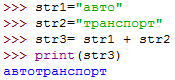 >>> str1="авто"
>>> str2="транспорт"
>>> str3= str1 + str2
>>> print(str3)
автотранспорт